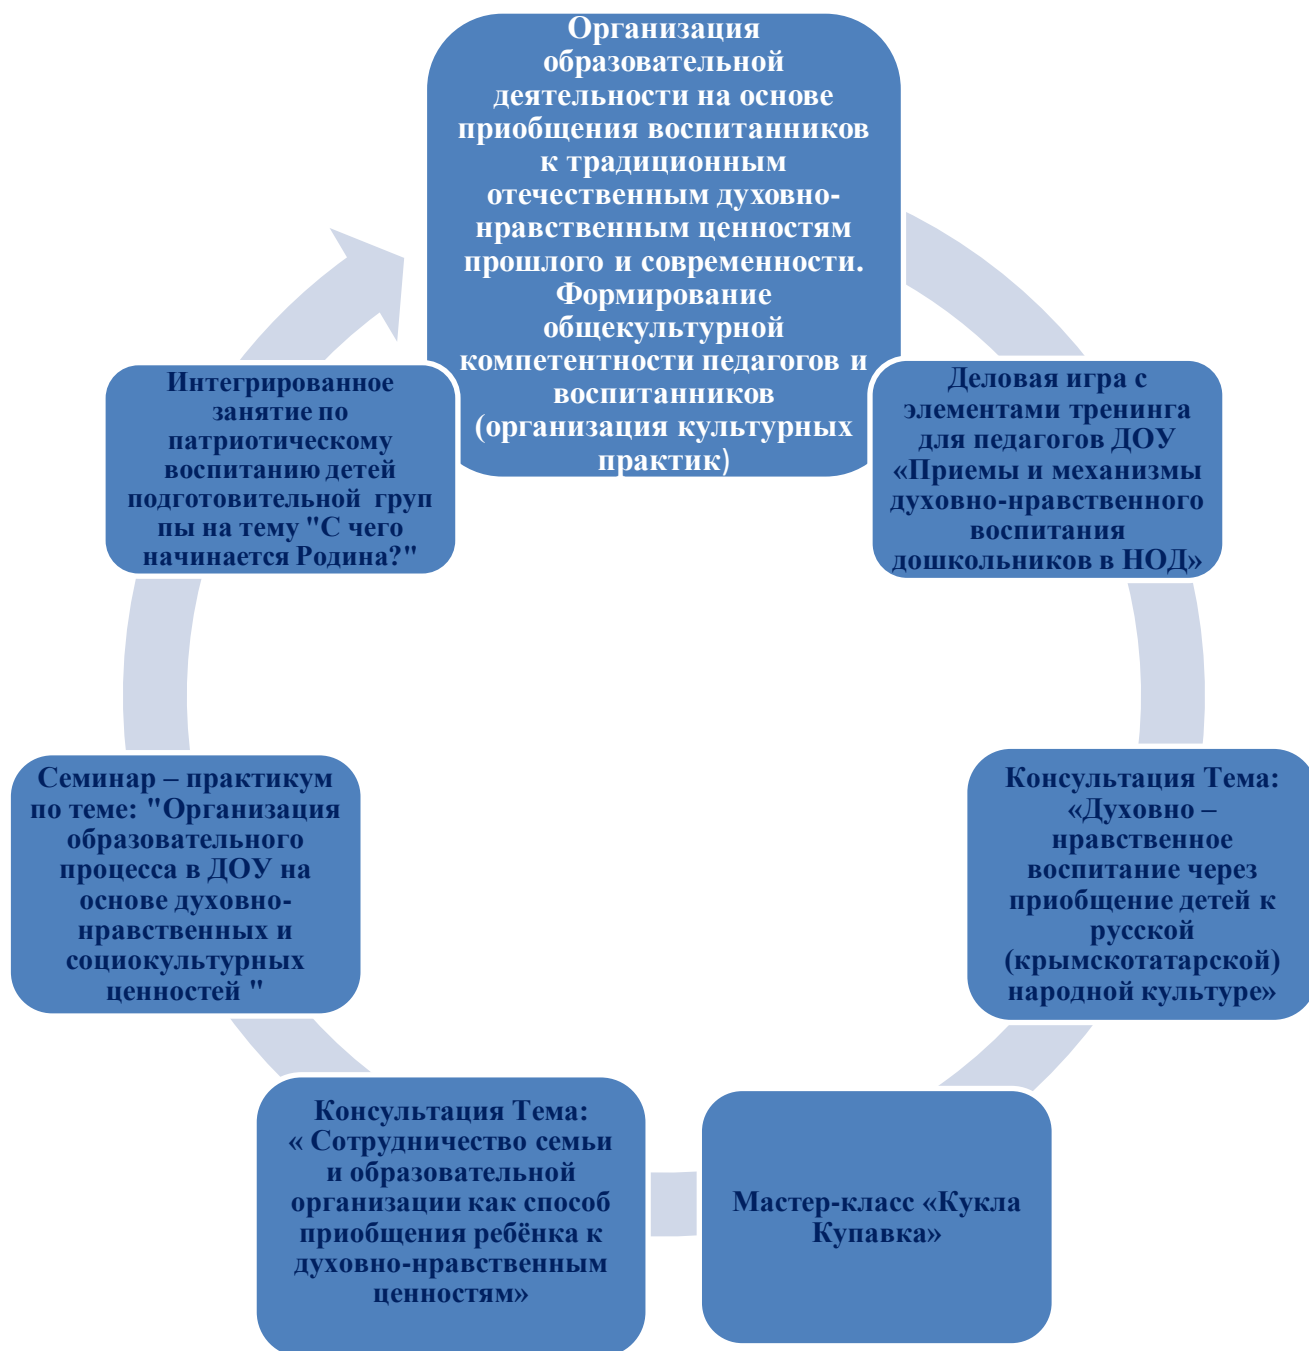 Организация
образовательной
деятельности на основе
приобщения воспитанников
к традиционным
отечественным духовно-
нравственным ценностям
прошлого и современности.
Формирование
общекультурной
компетентности педагогов и
воспитанников
(организация культурных
практик)
Деловая игра с
элементами тренинга
для педагогов ДОУ
«Приемы и механизмы
духовно-нравственного
воспитания
дошкольников в НОД»
Консультация Тема:
«Духовно –
нравственное
воспитание через
приобщение детей к
русской
(крымскотатарской)
народной культуре»
Мастер-класс «Кукла
Купавка»
Консультация Тема:
« Сотрудничество семьи
и образовательной
организации как способ
приобщения ребёнка к
духовно-нравственным
ценностям»
Семинар – практикум
по теме: "Организация
образовательного
процесса в ДОУ на
основе духовно-
нравственных и
социокультурных
ценностей "
Интегрированное
занятие по
патриотическому
воспитанию детей
подготовительной груп
пы на тему "С чего
начинается Родина?"